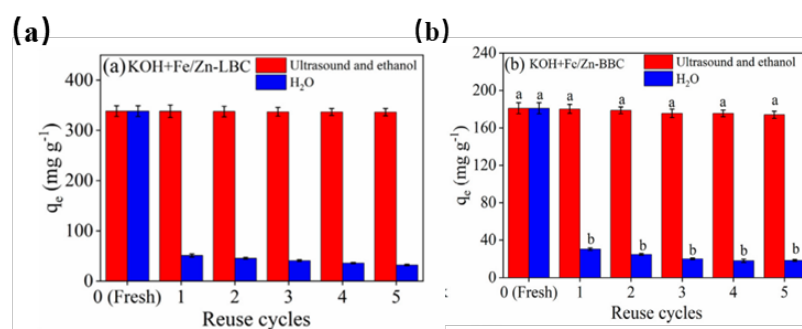 (a)
(a) KOH+Fe/Zn-LBC
Ultrasound and ethanol
H₂O
qₑ (mg g⁻¹)
400
300
200
100
0
0 (Fresh) 1 2 3 4 5
Reuse cycles
(b)
(b) KOH+Fe/Zn-BBC
Ultrasound and ethanol
H₂O
qₑ (mg g⁻¹)
240
200
160
120
80
40
0
a a a a a a a
b b b b b
0 (Fresh) 1 2 3 4 5
Reuse cycles